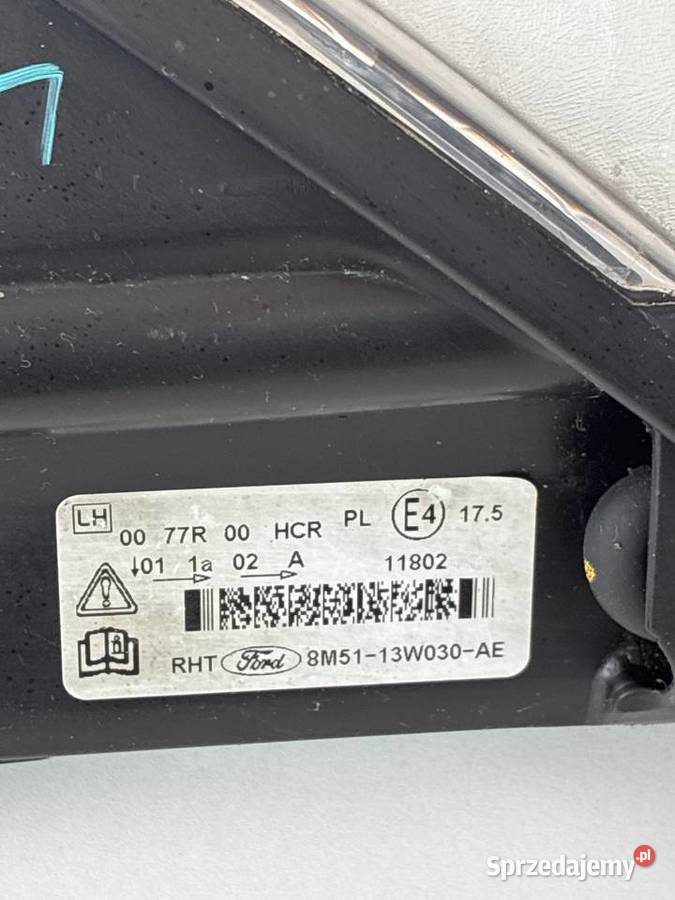 LH 00 77R 00 HCR PL E4 17.5
↓01 1a 02 A 11802
RHT Ford 8M51-13W030-AE
Sprzedajemy.pl